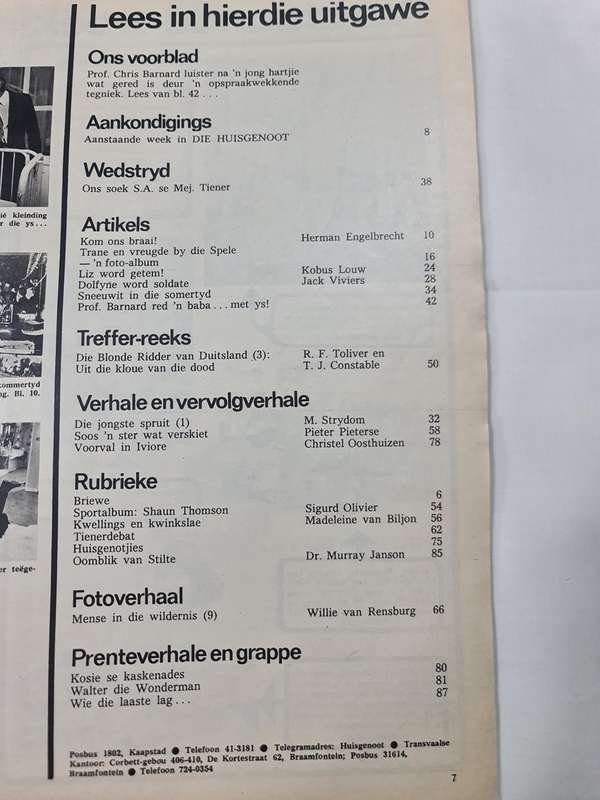 Lees in hierdie uitgawe
Ons voorblad
Prof. Chris Barnard luister na 'n jong hartjie
wat gered is deur 'n opspraakwekkende
tegniek. Lees van bl. 42 . . .
Aankondigings
Aanstaande week in DIE HUISGENOOT 8
Wedstryd
Ons soek S.A. se Mej. Tiener 38
Artikels
Kom ons braai! Herman Engelbrecht 10
Trane en vreugde by die Spele
— 'n foto-album 16
Liz word getem! Kobus Louw 24
Dolfyne word soldate Jack Viviers 28
Sneeuwit in die somertyd 34
Prof. Barnard red 'n baba . . . met ys! 42
Treffer-reeks
Die Blonde Ridder van Duitsland (3): R. F. Toliver en
Uit die kloue van die dood T. J. Constable 50
Verhale en vervolgverhale
Die jongste spruit (1) M. Strydom 32
Soos 'n ster wat verskiet Pieter Pieterse 58
Voorval in Iviore Christel Oosthuizen 78
Rubrieke
Briewe 6
Sportalbum: Shaun Thomson Sigurd Olivier 54
Kwellings en kwinkslae Madeleine van Biljon 56
Tienerdebat 62
Huisgenotjies 75
Oomblik van Stilte Dr. Murray Janson 85
Fotoverhaal
Mense in die wildernis (9) Willie van Rensburg 66
Prenteverhale en grappe
Kosie se kaskenades 80
Walter die Wonderman 81
Wie die laaste lag . . . 87
Posbus 1802, Kaapstad ● Telefoon 41-3181 ● Telegramadres: Huisgenoot ● Transvaalse
Kantoor: Corbett-gebou 406-410, De Kortestraat 62, Braamfontein; Posbus 31614,
Braamfontein ● Telefoon 724-0354
7
kleinding
r die ys . . .
ommertyd
ng. Bl. 10.
er teëge-